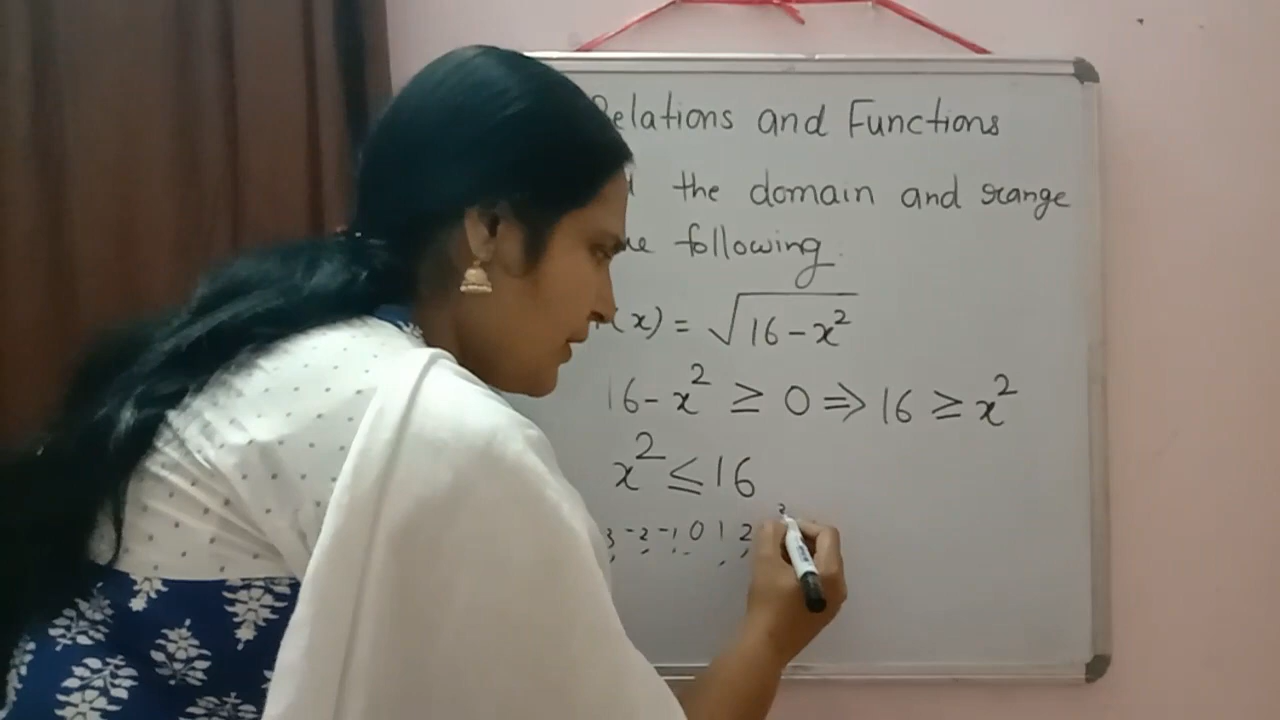 Relations and Functions
the domain and range
following.
(x) = √16-x²
16-x² ≥ 0 ⇒ 16 ≥ x²
x² ≤ 16
3, -2, -1, 0, 1, 2,